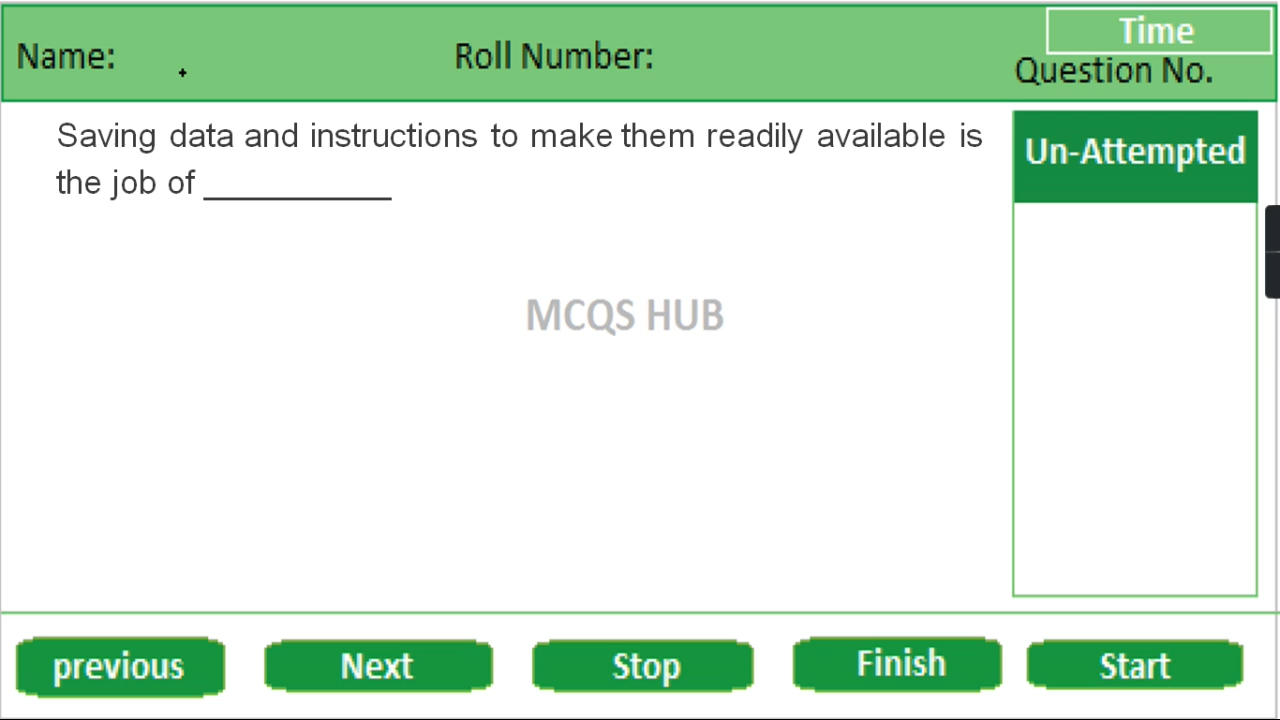 Time
Name: Roll Number:
Question No.
Saving data and instructions to make them readily available is
the job of ___________
Un-Attempted
MCQS HUB
previous Next Stop Finish Start